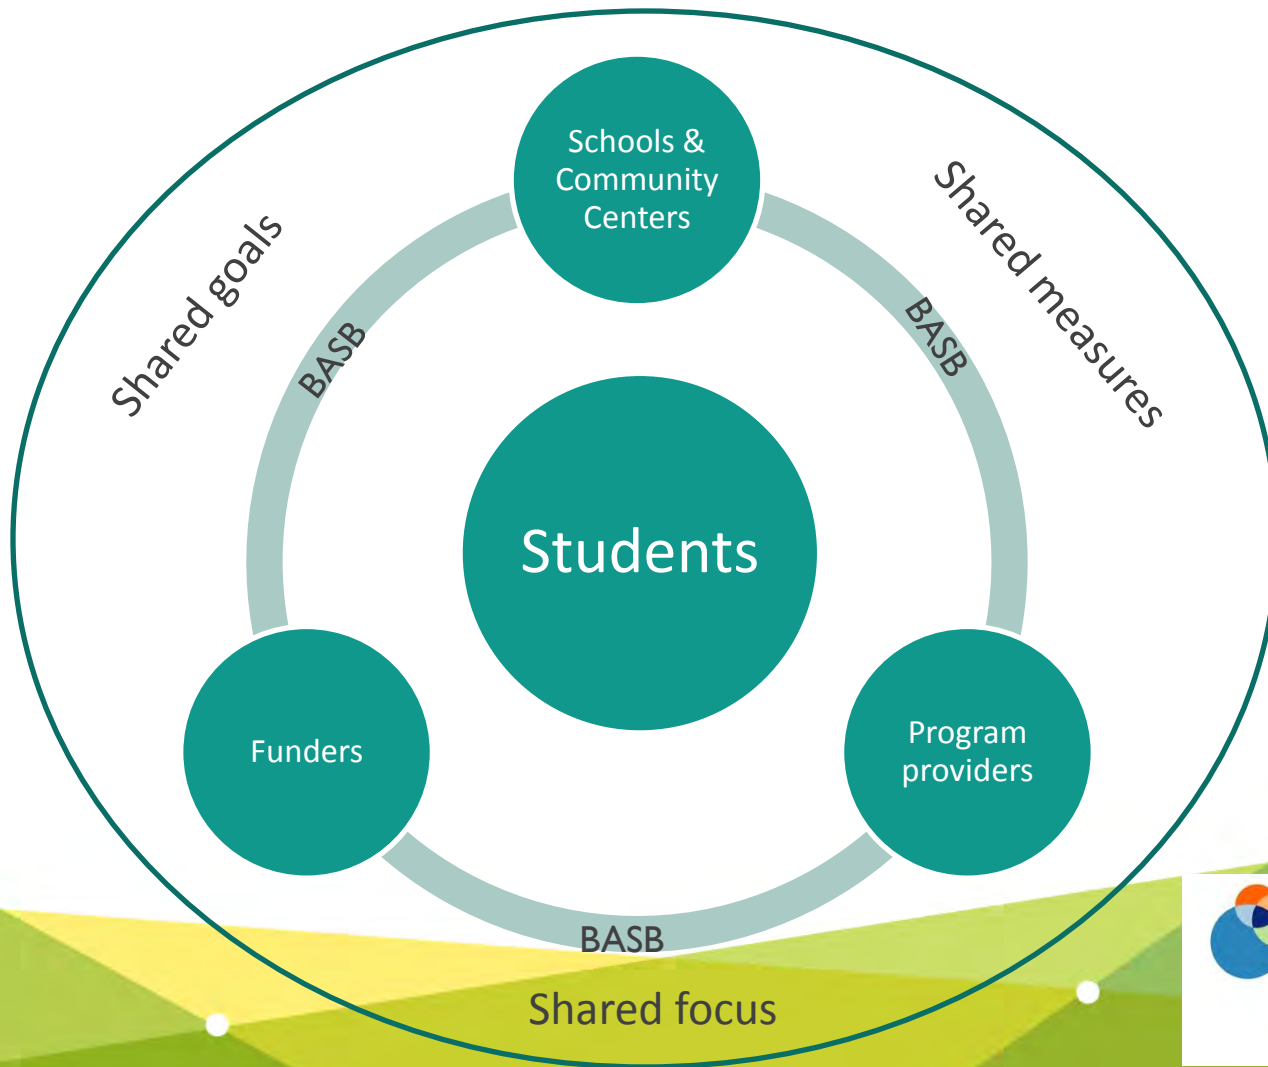 Schools &
Community
Centers
Shared goals
Shared measures
BASB
BASB
Students
Funders
Program
providers
BASB
Shared focus